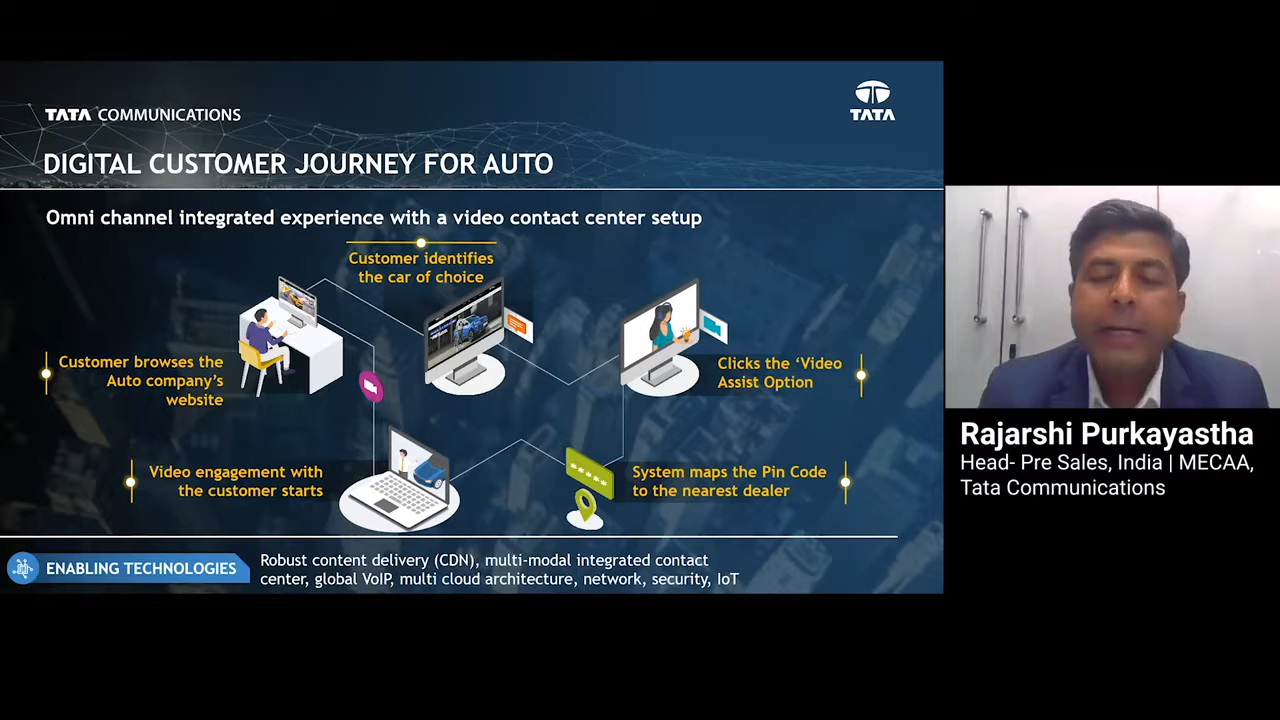 TATA COMMUNICATIONS
TATA
DIGITAL CUSTOMER JOURNEY FOR AUTO
Omni channel integrated experience with a video contact center setup
Customer identifies
the car of choice
Customer browses the
Auto company's
website
Clicks the ‘Video
Assist Option
Video engagement with
the customer starts
*****
System maps the Pin Code
to the nearest dealer
ENABLING TECHNOLOGIES
Robust content delivery (CDN), multi-modal integrated contact
center, global VoIP, multi cloud architecture, network, security, IoT
Rajarshi Purkayastha
Head- Pre Sales, India | MECAA,
Tata Communications